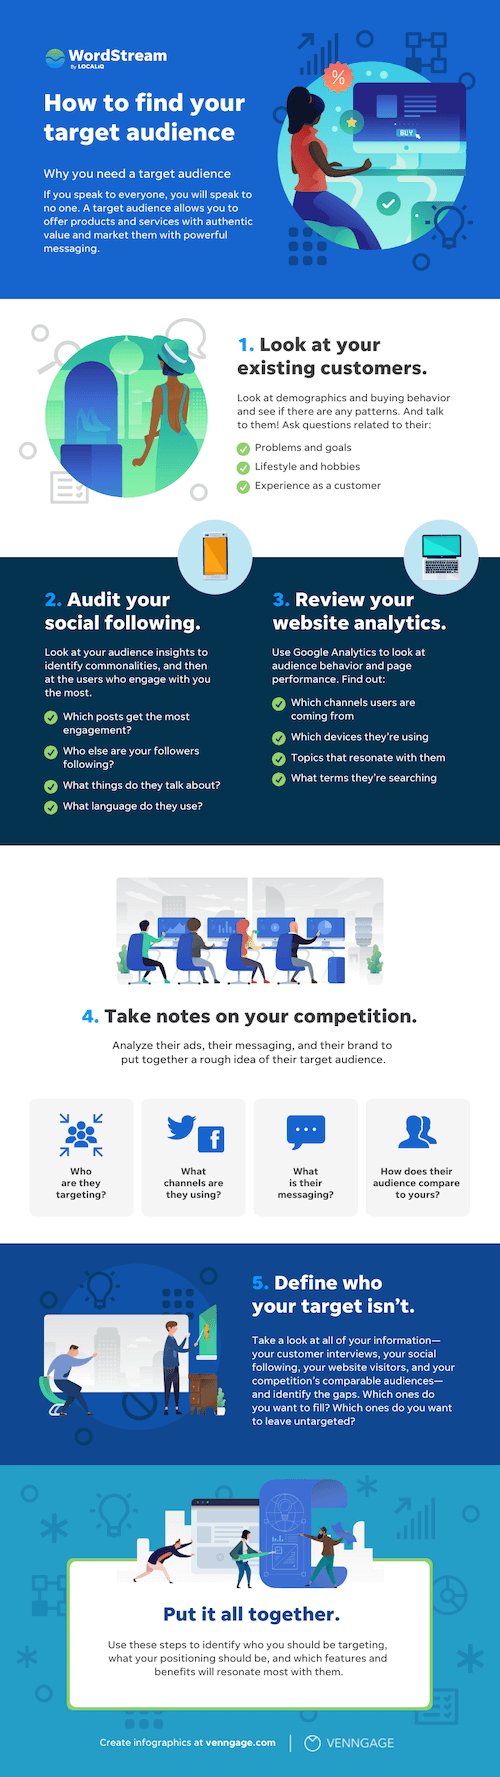 WordStream
By LOCALiQ
How to find your
target audience
Why you need a target audience
If you speak to everyone, you will speak to
no one. A target audience allows you to
offer products and services with authentic
value and market them with powerful
messaging.
%
BUY
1. Look at your
existing customers.
Look at demographics and buying behavior
and see if there are any patterns. And talk
to them! Ask questions related to their:
Problems and goals
Lifestyle and hobbies
Experience as a customer
2. Audit your
social following.
Look at your audience insights to
identify commonalities, and then
at the users who engage with you
the most.
Which posts get the most
engagement?
Who else are your followers
following?
What things do they talk about?
What language do they use?
3. Review your
website analytics.
Use Google Analytics to look at
audience behavior and page
performance. Find out:
Which channels users are
coming from
Which devices they're using
Topics that resonate with them
What terms they're searching
4. Take notes on your competition.
Analyze their ads, their messaging, and their brand to
put together a rough idea of their target audience.
Who
are they
targeting?
f
What
channels are
they using?
What
is their
messaging?
How does their
audience compare
to yours?
5. Define who
your target isn't.
Take a look at all of your information—
your customer interviews, your social
following, your website visitors, and your
competition's comparable audiences—
and identify the gaps. Which ones do
you want to fill? Which ones do you want
to leave untargeted?
Put it all together.
Use these steps to identify who you should be targeting,
what your positioning should be, and which features and
benefits will resonate most with them.
Create infographics at venngage.com
VENNGAGE